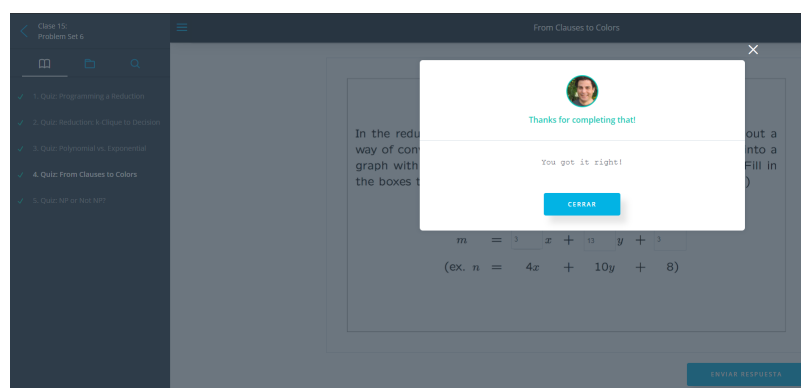 Clase 15:
Problem Set 6
From Clauses to Colors
1. Quiz: Programming a Reduction
2. Quiz: Reduction: k Clique to Decision
3. Quiz: Polynomial vs. Exponential
4. Quiz: From Clauses to Colors
5. Quiz: NP or Not NP?
Thanks for completing that!
You got it right!
CERRAR
In the redu out a
way of con into a
graph with Fill in
the boxes t )
m = 3 x + 13 y + 3
(ex. n = 4x + 10y + 8)
ENVIAR RESPUESTA